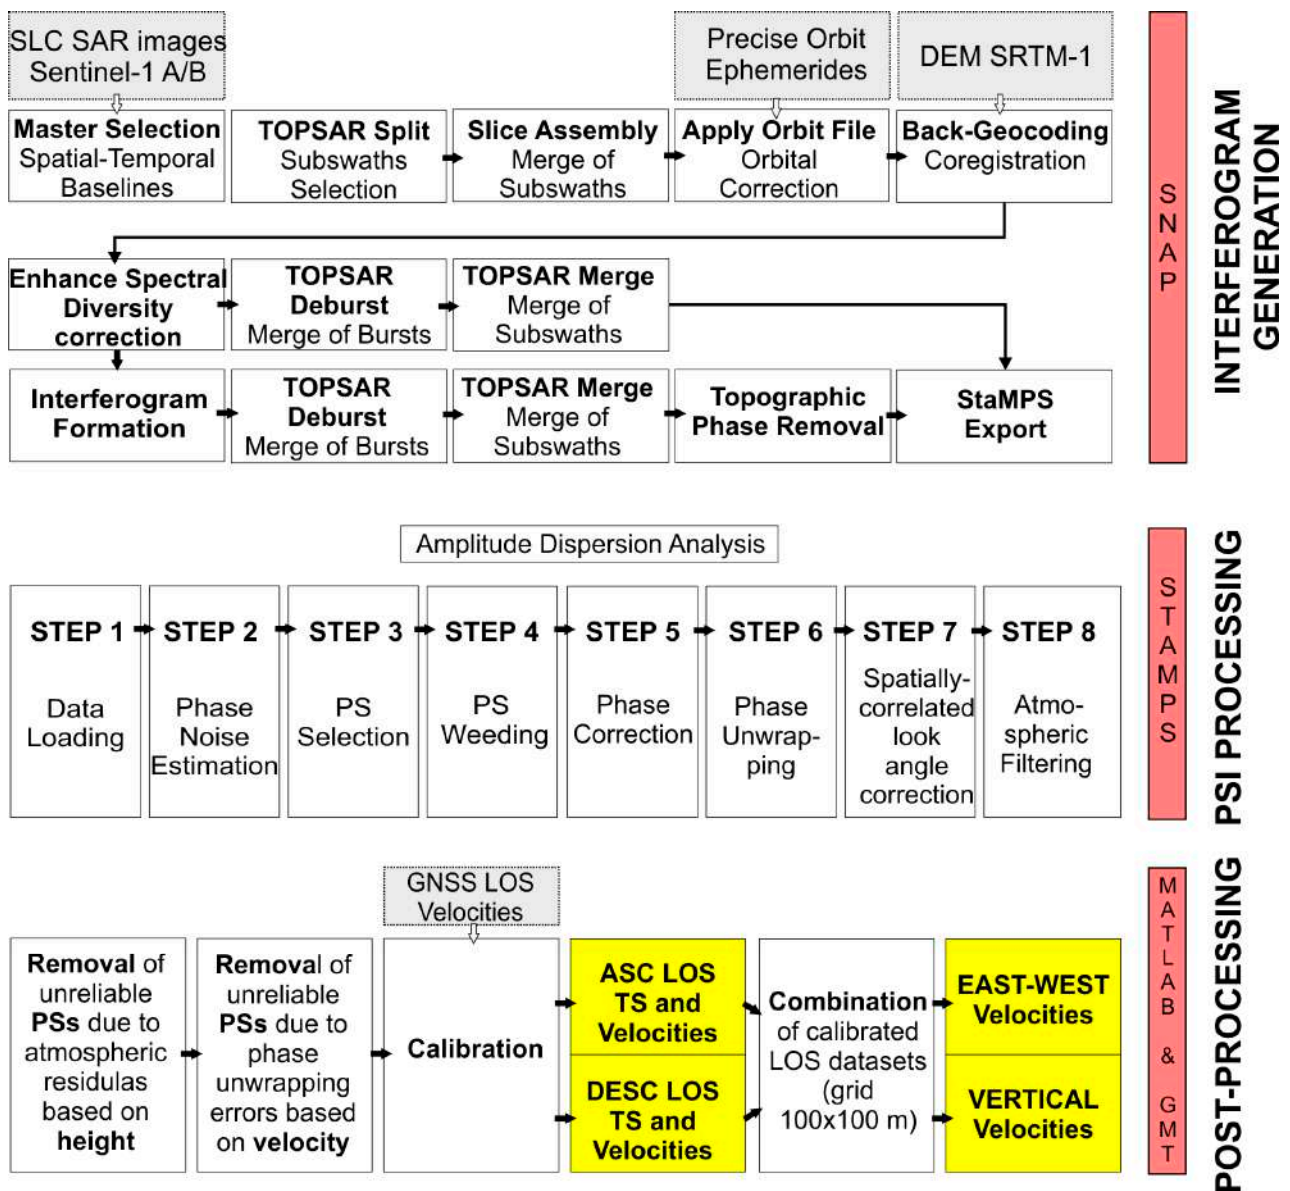 SLC SAR images
Sentinel-1 A/B
Precise Orbit
Ephemerides
DEM SRTM-1
Master Selection
Spatial-Temporal
Baselines
TOPSAR Split
Subswaths
Selection
Slice Assembly
Merge of
Subswaths
Apply Orbit File
Orbital
Correction
Back-Geocoding
Coregistration
Enhance Spectral
Diversity
correction
TOPSAR
Deburst
Merge of Bursts
TOPSAR Merge
Merge of
Subswaths
Interferogram
Formation
TOPSAR
Deburst
Merge of Bursts
TOPSAR Merge
Merge of
Subswaths
Topographic
Phase Removal
StaMPS
Export
SNAP
INTERFEROGRAM
GENERATION
Amplitude Dispersion Analysis
STEP 1
Data
Loading
STEP 2
Phase
Noise
Estimation
STEP 3
PS
Selection
STEP 4
PS
Weeding
STEP 5
Phase
Correction
STEP 6
Phase
Unwrap-
ping
STEP 7
Spatially-
correlated
look
angle
correction
STEP 8
Atmo-
spheric
Filtering
STAMPS
PSI PROCESSING
GNSS LOS
Velocities
Removal of
unreliable
PSs due to
atmospheric
residulas
based on
height
Removal of
unreliable
PSs due to
phase
unwrapping
errors based
on velocity
Calibration
ASC LOS
TS and
Velocities
DESC LOS
TS and
Velocities
Combination
of calibrated
LOS datasets
(grid
100x100 m)
EAST-WEST
Velocities
VERTICAL
Velocities
MATLAB & GMT
POST-PROCESSING